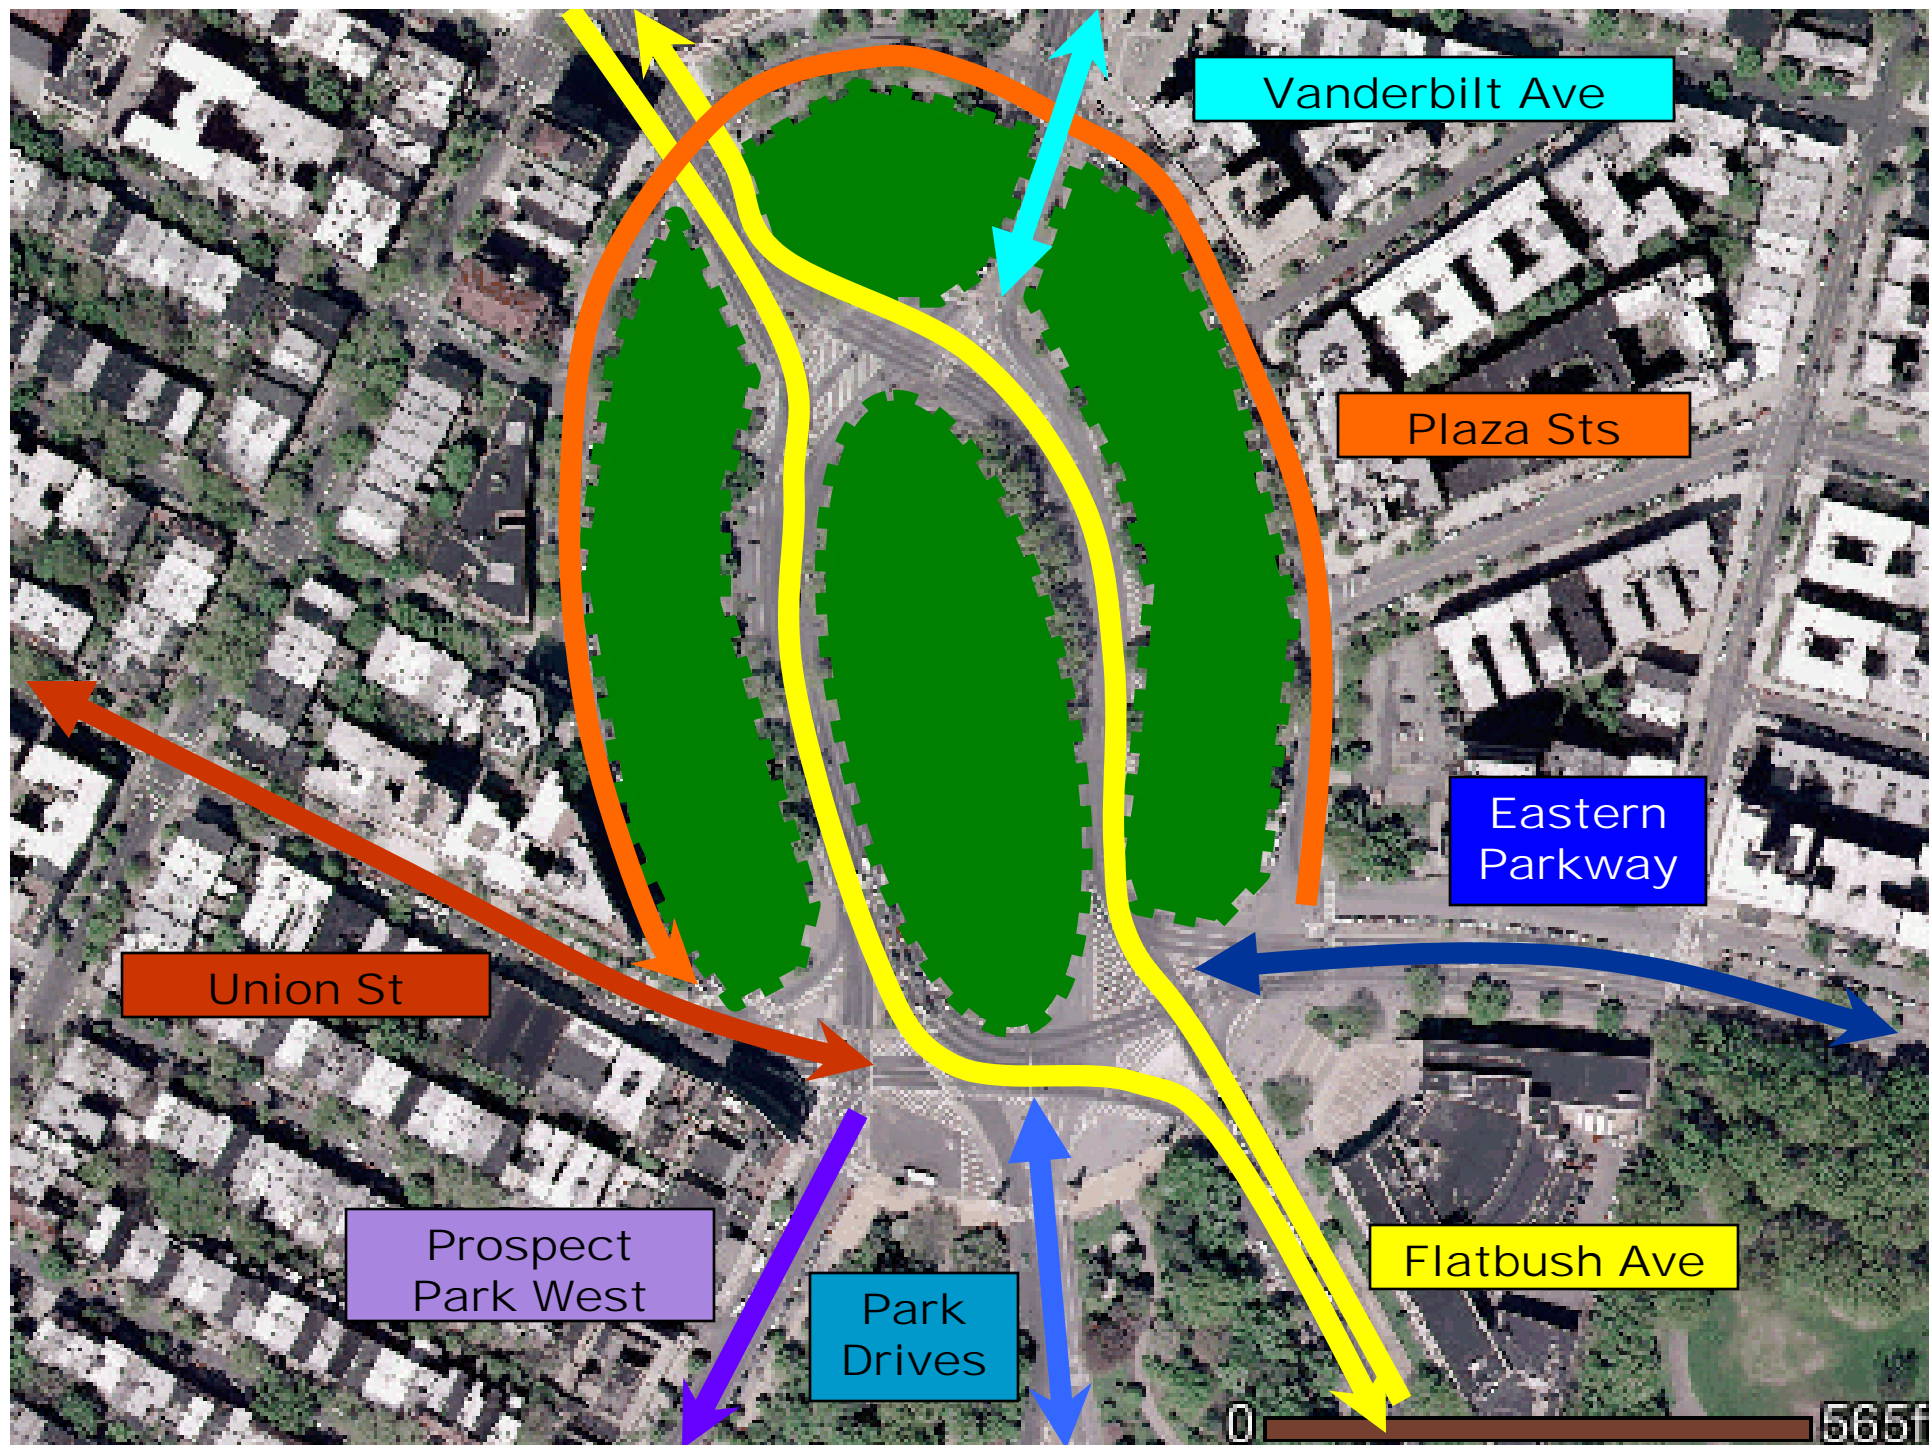 Vanderbilt Ave
Plaza Sts
Eastern
Parkway
Union St
Prospect
Park West
Flatbush Ave
Park
Drives
0 565f